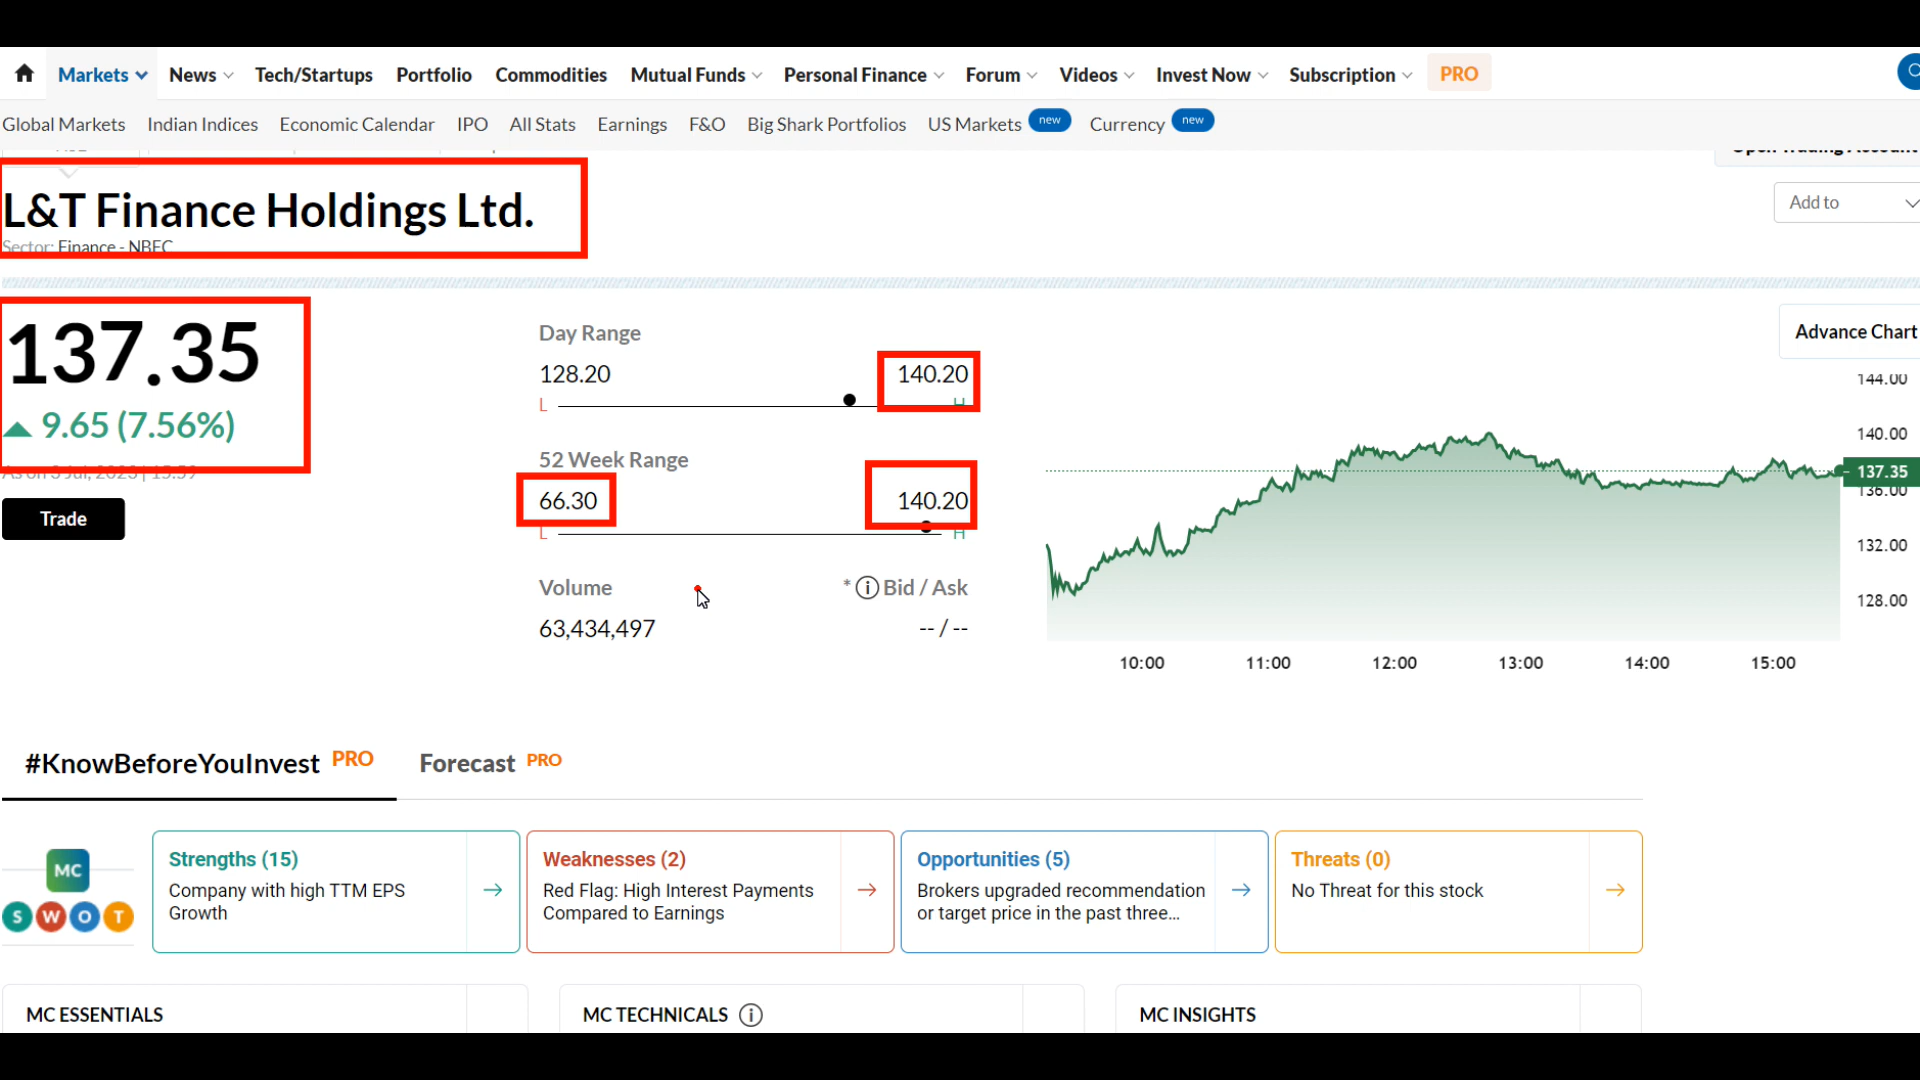 Markets News Tech/Startups Portfolio Commodities Mutual Funds Personal Finance Forum Videos Invest Now Subscription PRO
Global Markets Indian Indices Economic Calendar IPO All Stats Earnings F&O Big Shark Portfolios US Markets new Currency new
L&T Finance Holdings Ltd.
Add to
Sector: Finance - NBFC
137.35
9.65 (7.56%)
Trade
Day Range
128.20 140.20
L H
52 Week Range
66.30 140.20
L H
Volume * i Bid / Ask
63,434,497 -- / --
Advance Chart
144.00
140.00
137.35
136.00
132.00
128.00
10:00 11:00 12:00 13:00 14:00 15:00
#KnowBeforeYouInvest PRO Forecast PRO
MC
S W O T
Strengths (15)
Company with high TTM EPS
Growth
Weaknesses (2)
Red Flag: High Interest Payments
Compared to Earnings
Opportunities (5)
Brokers upgraded recommendation
or target price in the past three...
Threats (0)
No Threat for this stock
MC ESSENTIALS MC TECHNICALS i MC INSIGHTS